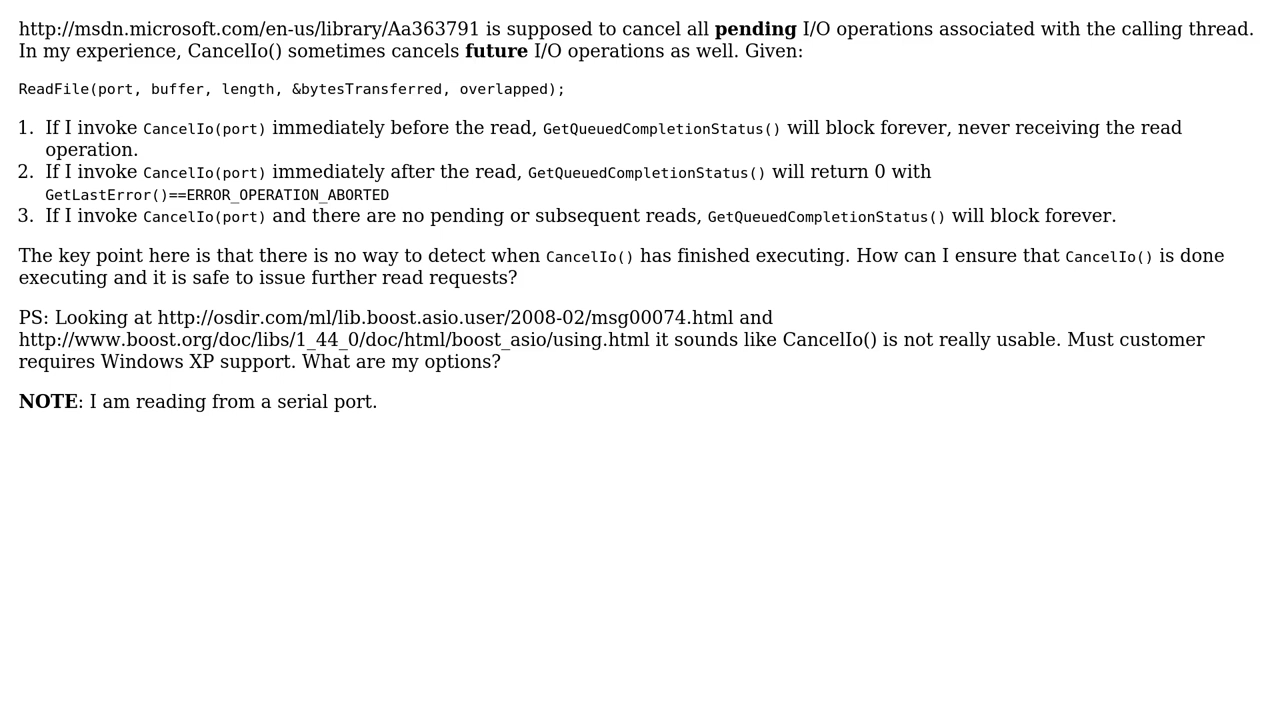 http://msdn.microsoft.com/en-us/library/Aa363791 is supposed to cancel all pending I/O operations associated with the calling thread.
In my experience, CancelIo() sometimes cancels future I/O operations as well. Given:
ReadFile(port, buffer, length, &bytesTransferred, overlapped);
1. If I invoke CancelIo(port) immediately before the read, GetQueuedCompletionStatus() will block forever, never receiving the read
operation.
2. If I invoke CancelIo(port) immediately after the read, GetQueuedCompletionStatus() will return 0 with
GetLastError()==ERROR_OPERATION_ABORTED
3. If I invoke CancelIo(port) and there are no pending or subsequent reads, GetQueuedCompletionStatus() will block forever.
The key point here is that there is no way to detect when CancelIo() has finished executing. How can I ensure that CancelIo() is done
executing and it is safe to issue further read requests?
PS: Looking at http://osdir.com/ml/lib.boost.asio.user/2008-02/msg00074.html and
http://www.boost.org/doc/libs/1_44_0/doc/html/boost_asio/using.html it sounds like CancelIo() is not really usable. Must customer
requires Windows XP support. What are my options?
NOTE: I am reading from a serial port.